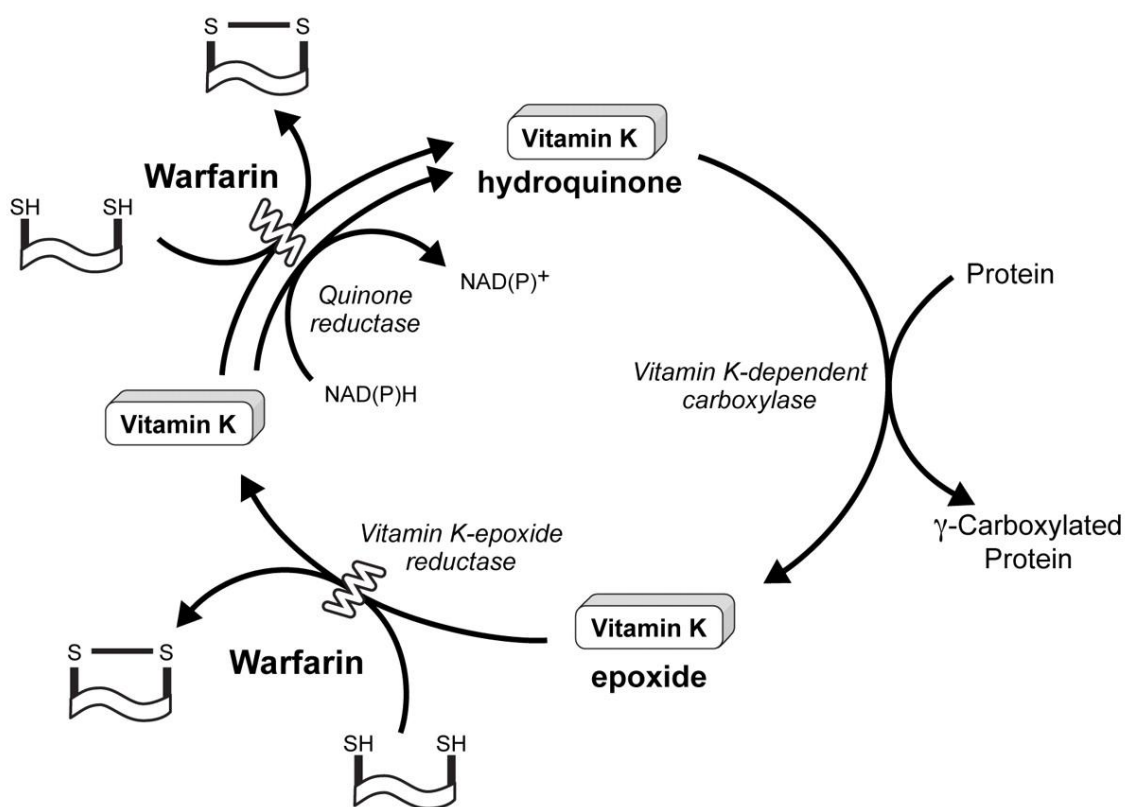 S S
Warfarin
SH SH
Vitamin K
hydroquinone
NAD(P)+
Quinone
reductase
NAD(P)H
Protein
Vitamin K-dependent
carboxylase
Vitamin K
γ-Carboxylated
Protein
Vitamin K-epoxide
reductase
Vitamin K
epoxide
S S
Warfarin
SH SH